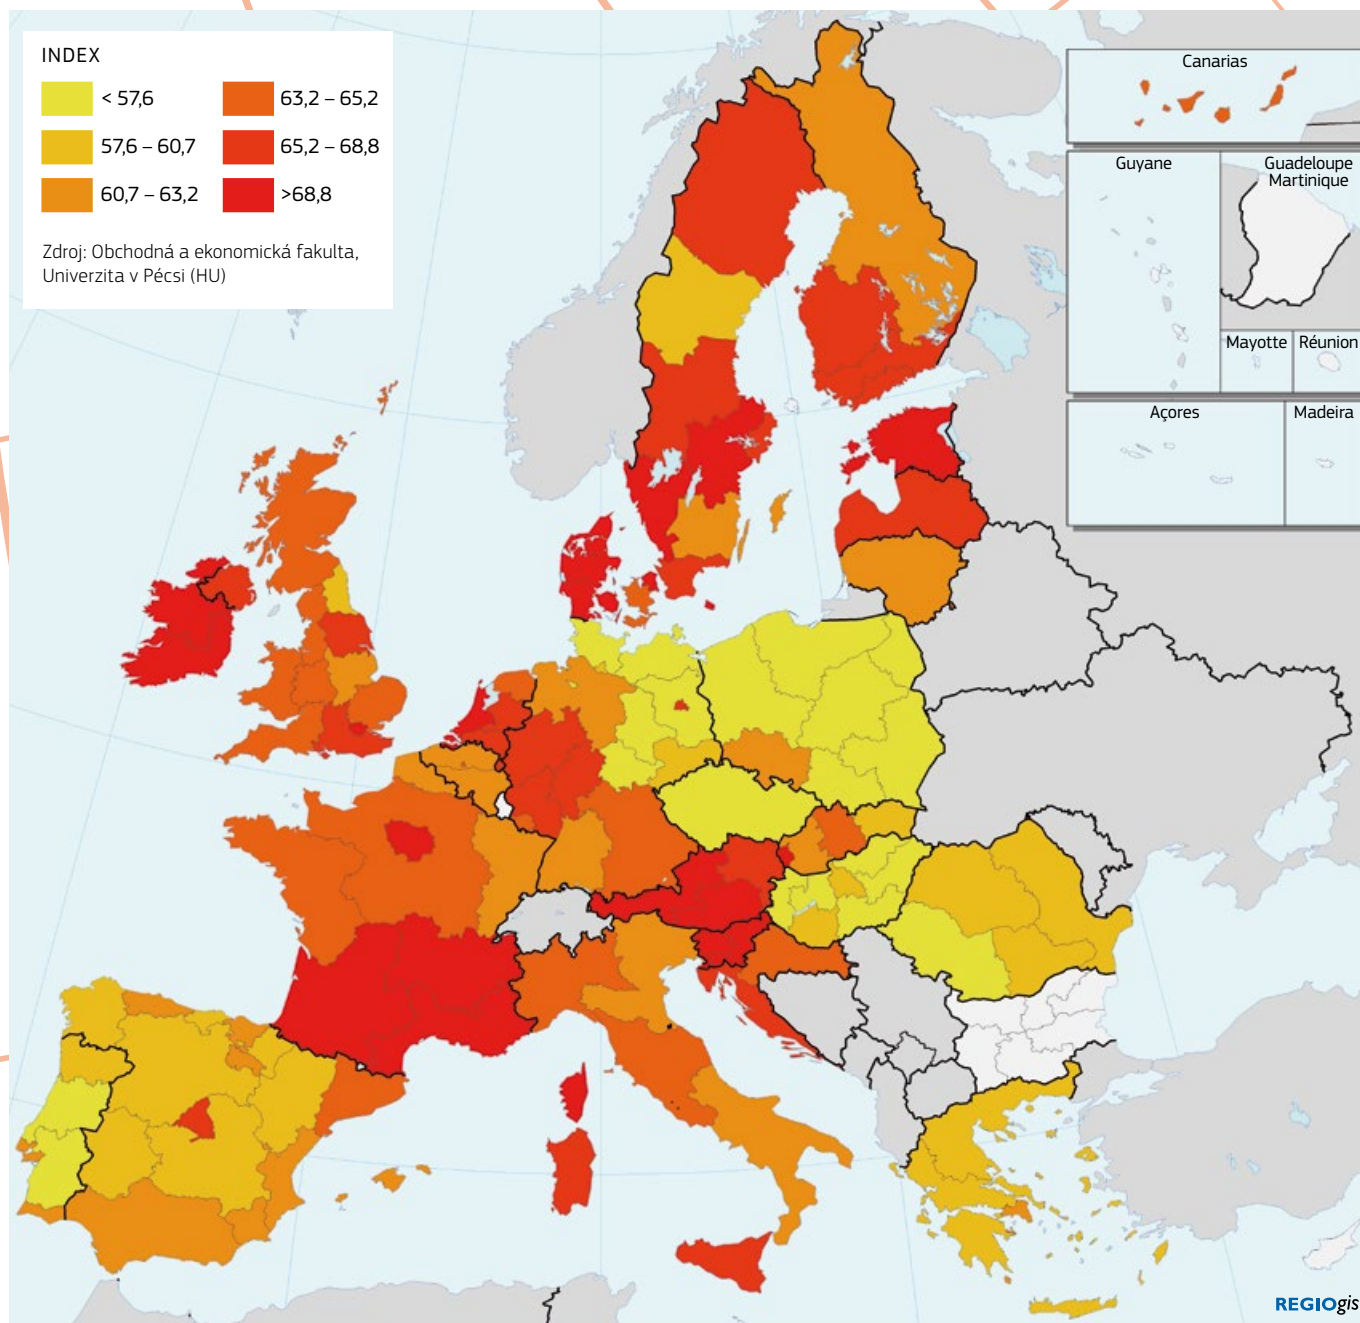 INDEX
< 57,6
57,6 – 60,7
60,7 – 63,2
63,2 – 65,2
65,2 – 68,8
>68,8
Zdroj: Obchodná a ekonomická fakulta,
Univerzita v Pécsi (HU)
Canarias
Guyane
Guadeloupe
Martinique
Mayotte
Réunion
Açores
Madeira
REGIOgis